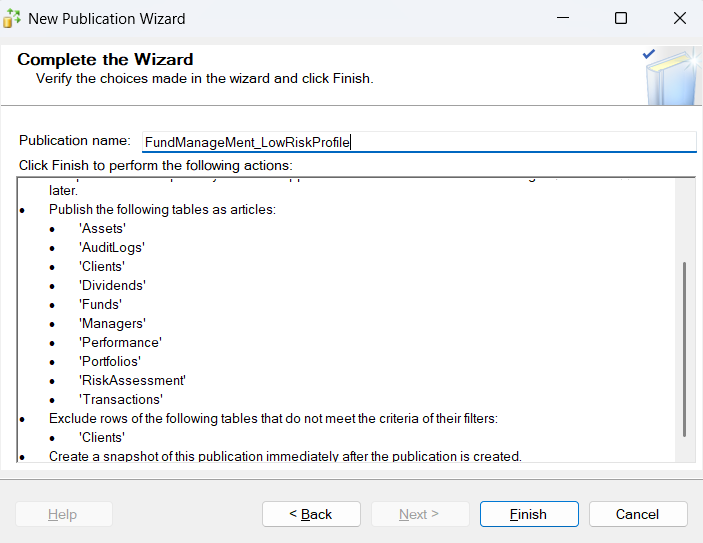 New Publication Wizard
Complete the Wizard
Verify the choices made in the wizard and click Finish.
Publication name: FundManageMent_LowRiskProfile
Click Finish to perform the following actions:
later.
• Publish the following tables as articles:
• 'Assets'
• 'AuditLogs'
• 'Clients'
• 'Dividends'
• 'Funds'
• 'Managers'
• 'Performance'
• 'Portfolios'
• 'RiskAssessment'
• 'Transactions'
• Exclude rows of the following tables that do not meet the criteria of their filters:
• 'Clients'
• Create a snapshot of this publication immediately after the publication is created.
Help < Back Next > Finish Cancel